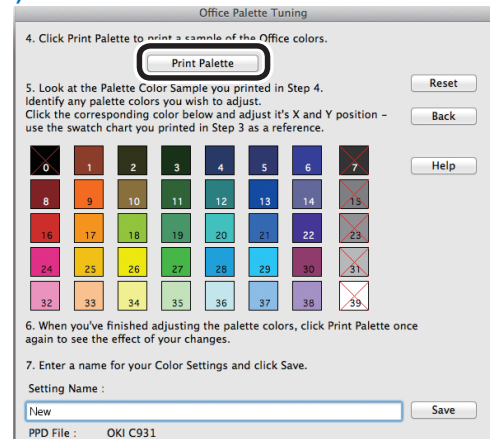 Office Palette Tuning
4. Click Print Palette to print a sample of the Office colors.
Print Palette
5. Look at the Palette Color Sample you printed in Step 4.
Reset
Identify any palette colors you wish to adjust.
Click the corresponding color below and adjust it's X and Y position –
Back
use the swatch chart you printed in Step 3 as a reference.
0 1 2 3 4 5 6 7
Help
8 9 10 11 12 13 14 15
16 17 18 19 20 21 22 23
24 25 26 27 28 29 30 31
32 33 34 35 36 37 38 39
6. When you've finished adjusting the palette colors, click Print Palette once
again to see the effect of your changes.
7. Enter a name for your Color Settings and click Save.
Setting Name :
New
Save
PPD File : OKI C931